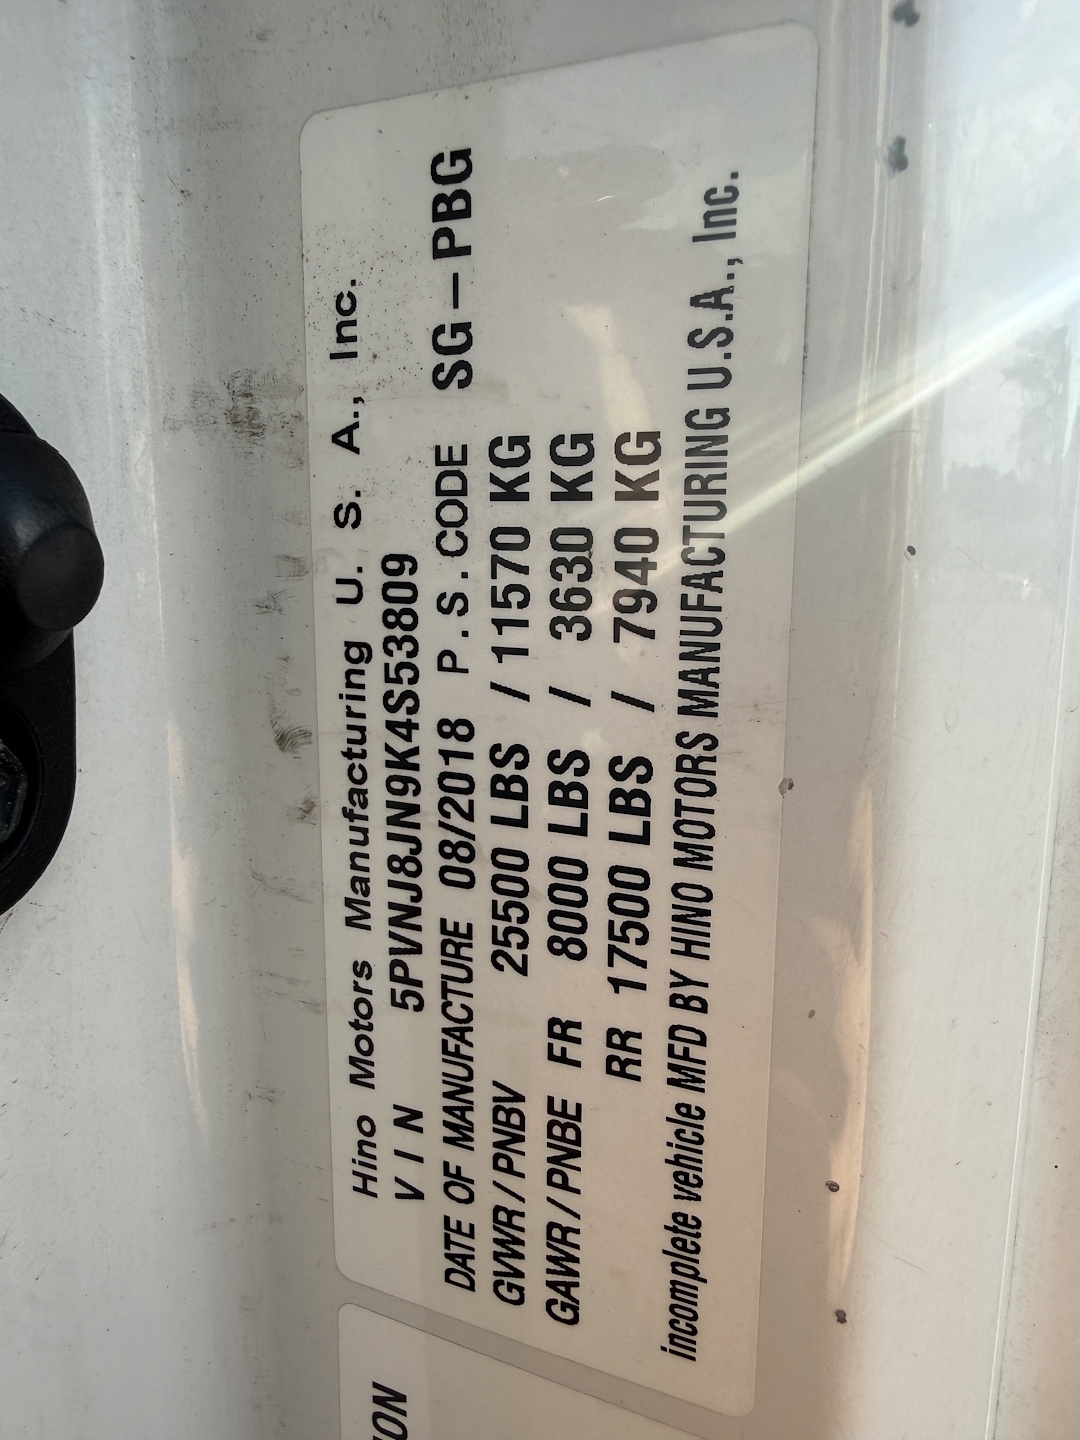 Hino Motors Manufacturing U. S. A., Inc.
VIN 5PVNJ8JN9K4S53809
DATE OF MANUFACTURE 08/2018 P.S.CODE SG-PBG
GVWR/PNBV 25500 LBS / 11570 KG
GAWR/PNBE FR 8000 LBS / 3630 KG
RR 17500 LBS / 7940 KG
incomplete vehicle MFD BY HINO MOTORS MANUFACTURING U.S.A., Inc.
ION